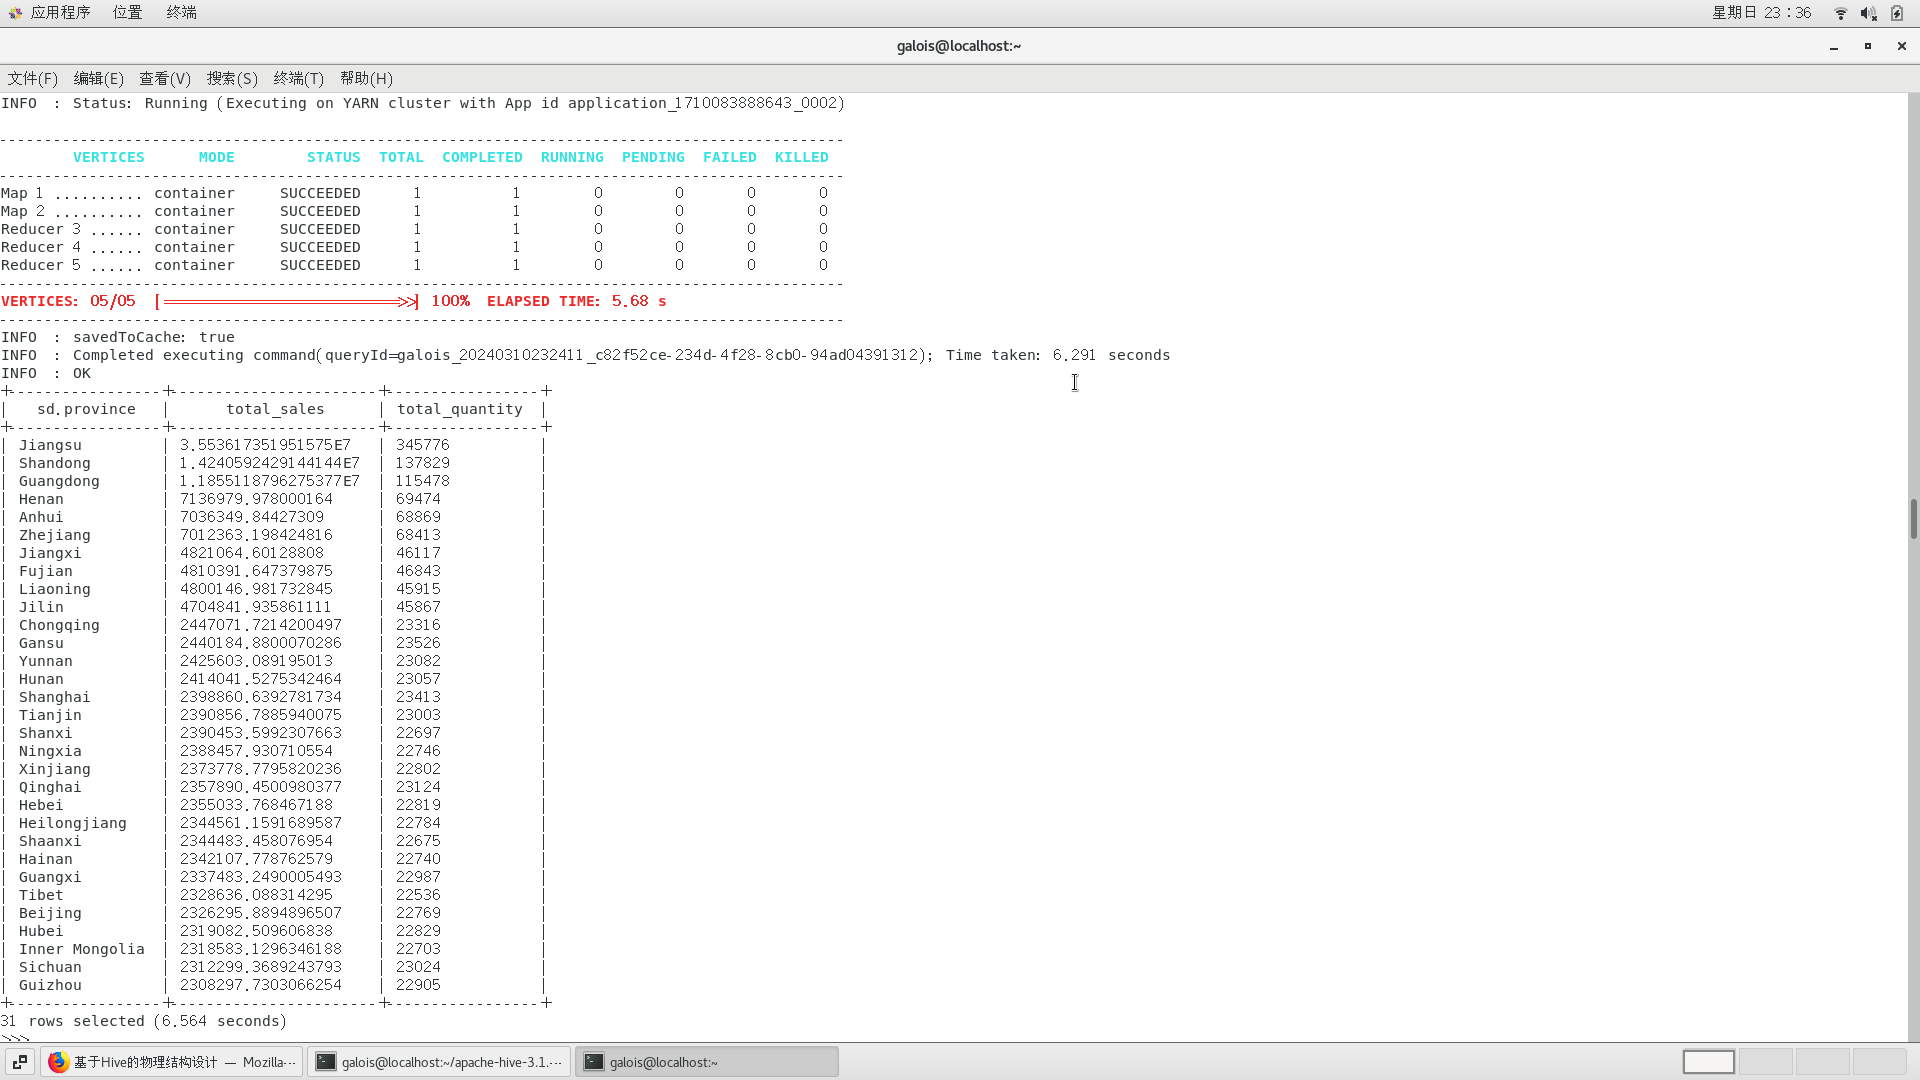 应用程序 位置 终端 星期日 23:36
galois@localhost:~
文件(F) 编辑(E) 查看(V) 搜索(S) 终端(T) 帮助(H)
INFO  : Status: Running (Executing on YARN cluster with App id application_1710083888643_0002)
----------------------------------------------------------------------------------------------
        VERTICES      MODE        STATUS  TOTAL  COMPLETED  RUNNING  PENDING  FAILED  KILLED
----------------------------------------------------------------------------------------------
Map 1 .......... container     SUCCEEDED      1          1        0        0       0       0
Map 2 .......... container     SUCCEEDED      1          1        0        0       0       0
Reducer 3 ...... container     SUCCEEDED      1          1        0        0       0       0
Reducer 4 ...... container     SUCCEEDED      1          1        0        0       0       0
Reducer 5 ...... container     SUCCEEDED      1          1        0        0       0       0
----------------------------------------------------------------------------------------------
VERTICES: 05/05  [==========================>>] 100%  ELAPSED TIME: 5.68 s
----------------------------------------------------------------------------------------------
INFO  : savedToCache: true
INFO  : Completed executing command(queryId=galois_20240310232411_c82f52ce-234d-4f28-8cb0-94ad04391312); Time taken: 6.291 seconds
INFO  : OK
+-----------------+-----------------------+-----------------+
|   sd.province   |      total_sales      | total_quantity  |
+-----------------+-----------------------+-----------------+
| Jiangsu         | 3.553617351951575E7   | 345776          |
| Shandong        | 1.4240592429144144E7  | 137829          |
| Guangdong       | 1.1855118796275377E7  | 115478          |
| Henan           | 7136979.978000164     | 69474           |
| Anhui           | 7036349.84427309      | 68869           |
| Zhejiang        | 7012363.198424816     | 68413           |
| Jiangxi         | 4821064.60128808      | 46117           |
| Fujian          | 4810391.647379875     | 46843           |
| Liaoning        | 4800146.981732845     | 45915           |
| Jilin           | 4704841.935861111     | 45867           |
| Chongqing       | 2447071.7214200497    | 23316           |
| Gansu           | 2440184.8800070286    | 23526           |
| Yunnan          | 2425603.089195013     | 23082           |
| Hunan           | 2414041.5275342464    | 23057           |
| Shanghai        | 2398860.6392781734    | 23413           |
| Tianjin         | 2390856.7885940075    | 23003           |
| Shanxi          | 2390453.5992307663    | 22697           |
| Ningxia         | 2388457.930710554     | 22746           |
| Xinjiang        | 2373778.7795820236    | 22802           |
| Qinghai         | 2357890.4500980377    | 23124           |
| Hebei           | 2355033.768467188     | 22819           |
| Heilongjiang    | 2344561.1591689587    | 22784           |
| Shaanxi         | 2344483.458076954     | 22675           |
| Hainan          | 2342107.778762579     | 22740           |
| Guangxi         | 2337483.2490005493    | 22987           |
| Tibet           | 2328636.088314295     | 22536           |
| Beijing         | 2326295.8894896507    | 22769           |
| Hubei           | 2319082.509606838     | 22829           |
| Inner Mongolia  | 2318583.1296346188    | 22703           |
| Sichuan         | 2312299.3689243793    | 23024           |
| Guizhou         | 2308297.7303066254    | 22905           |
+-----------------+-----------------------+-----------------+
31 rows selected (6.564 seconds)
>>>
基于Hive的物理结构设计 — Mozilla··· galois@localhost:~/apache-hive-3.1.··· galois@localhost:~